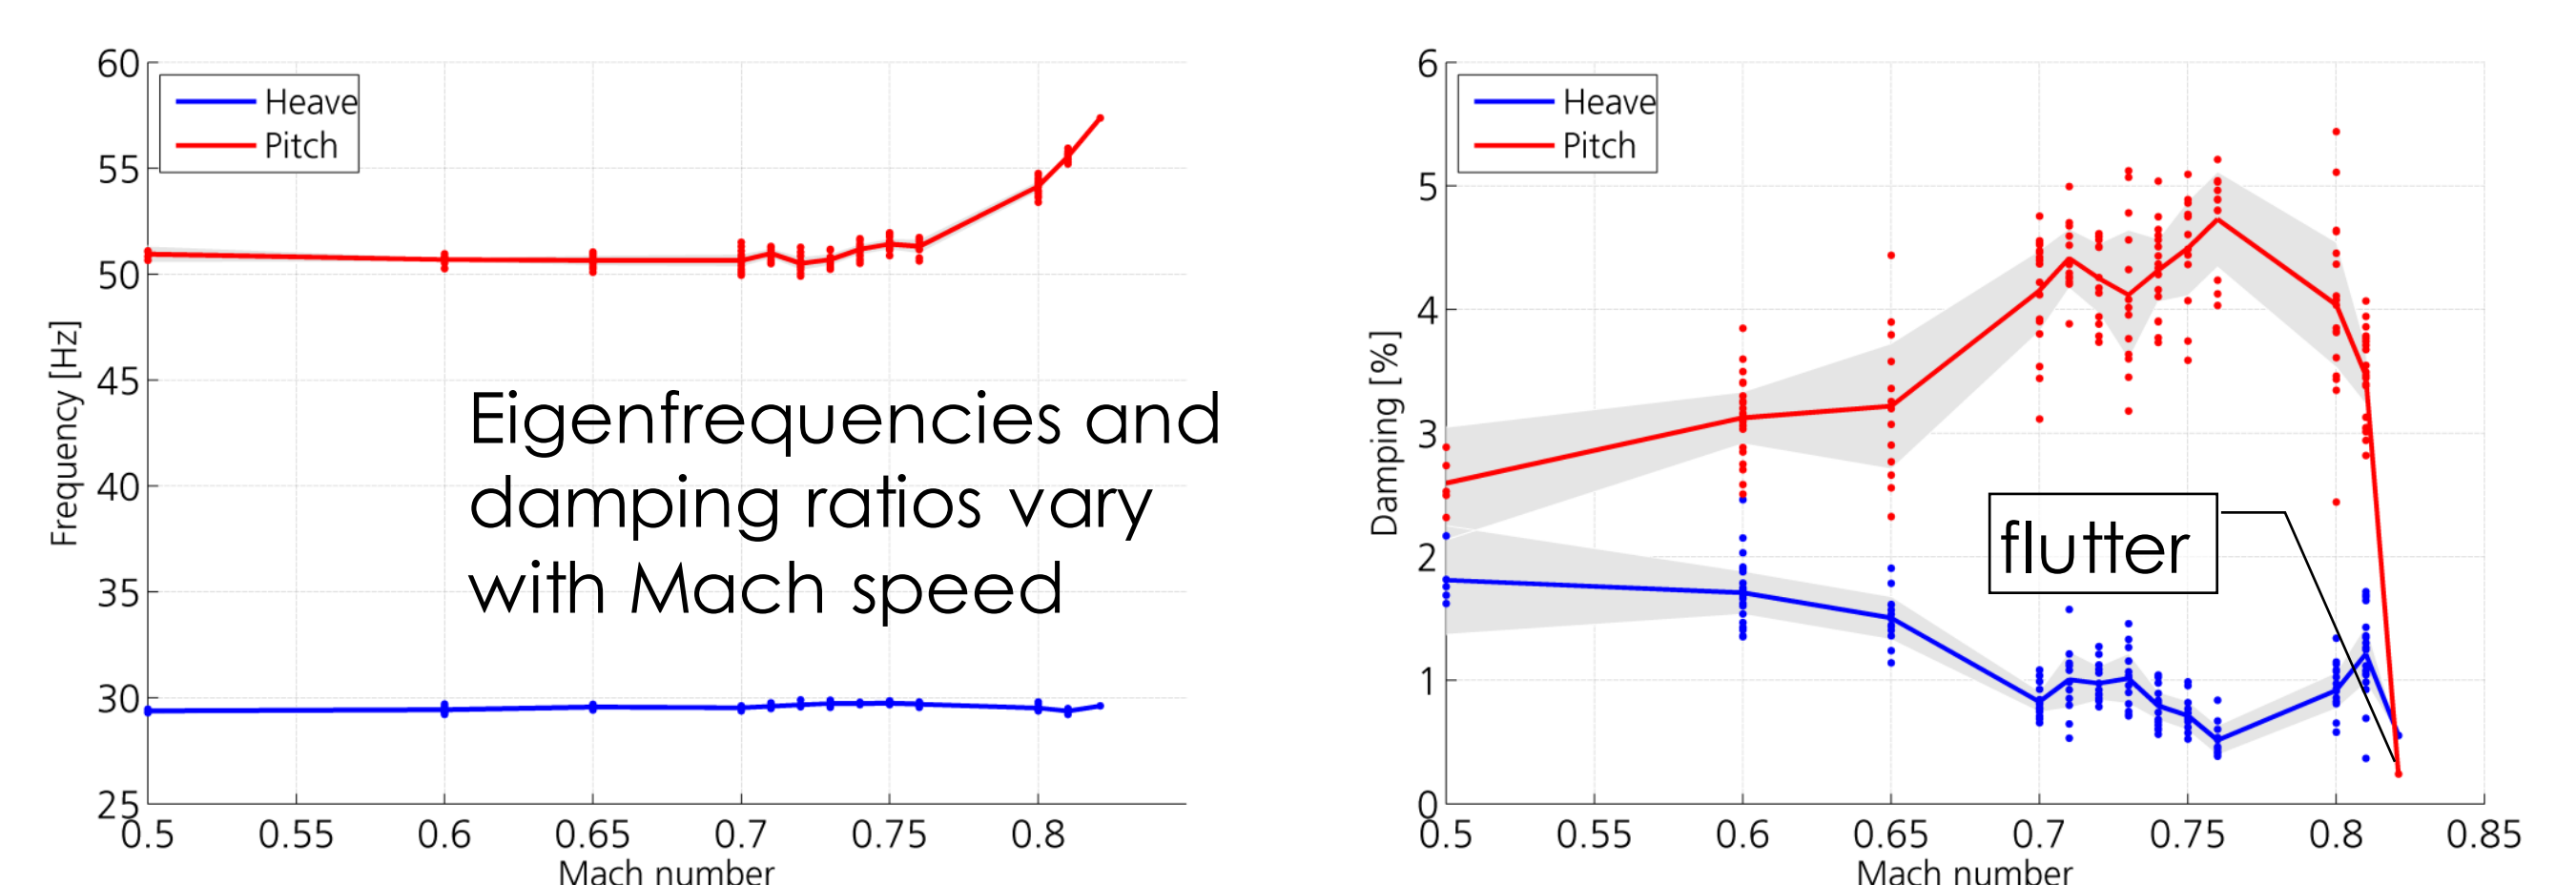 60
55
50
45
40
35
30
25
Frequency [Hz]
Heave
Pitch
Eigenfrequencies and
damping ratios vary
with Mach speed
0.5 0.55 0.6 0.65 0.7 0.75 0.8
Mach number
6
5
4
3
2
1
0
Damping [%]
Heave
Pitch
flutter
0.5 0.55 0.6 0.65 0.7 0.75 0.8 0.85
Mach number